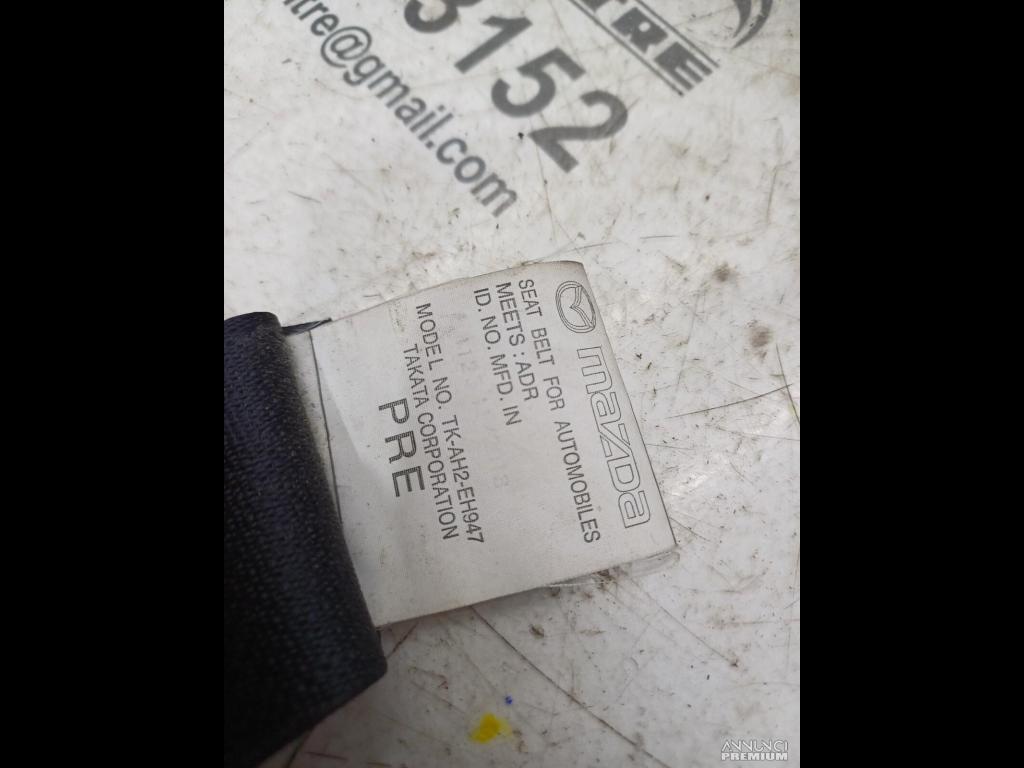 TRE
3152
ntre@gmail.com
mazda
SEAT BELT FOR AUTOMOBILES
MEETS : ADR
ID. NO. MFD. IN
MODEL NO. TK-AH2-EH947
TAKATA CORPORATION
PRE
ANNUNCI
PREMIUM